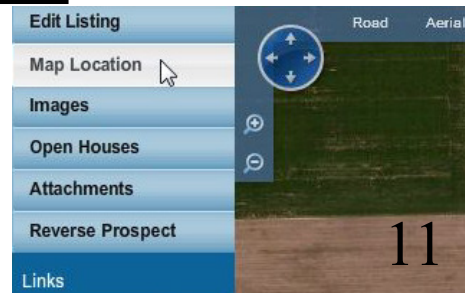 Edit Listing
Map Location
Images
Open Houses
Attachments
Reverse Prospect
Links
Road Aerial
11